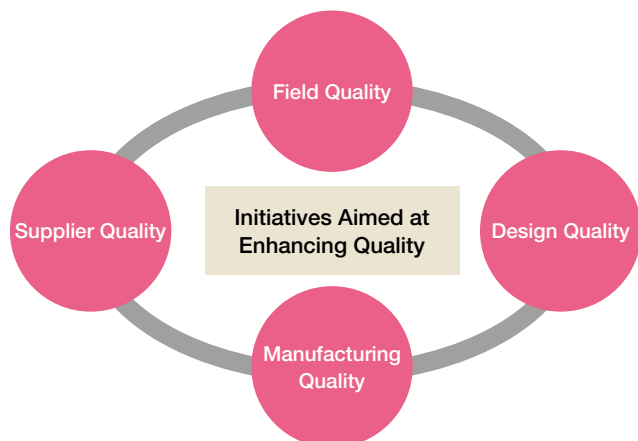 Field Quality
Supplier Quality
Initiatives Aimed at
Enhancing Quality
Design Quality
Manufacturing
Quality